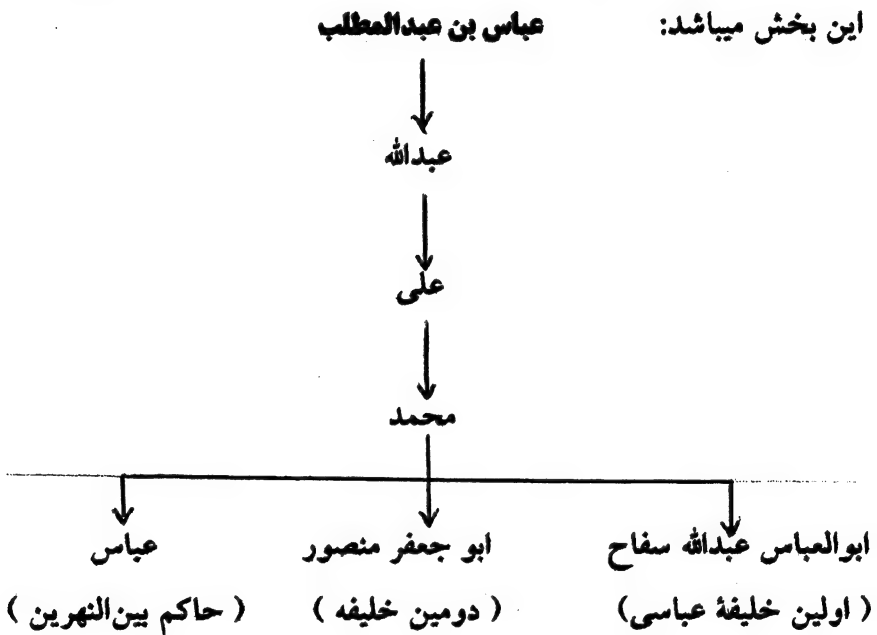 این بخش میباشد: عباس بن عبدالمطلب
عبدالله
علی
محمد
ابوالعباس عبدالله سفاح ابو جعفر منصور عباس
( اولین خلیفهٔ عباسی) ( دومین خلیفه ) ( حاکم بین‌النهرین )